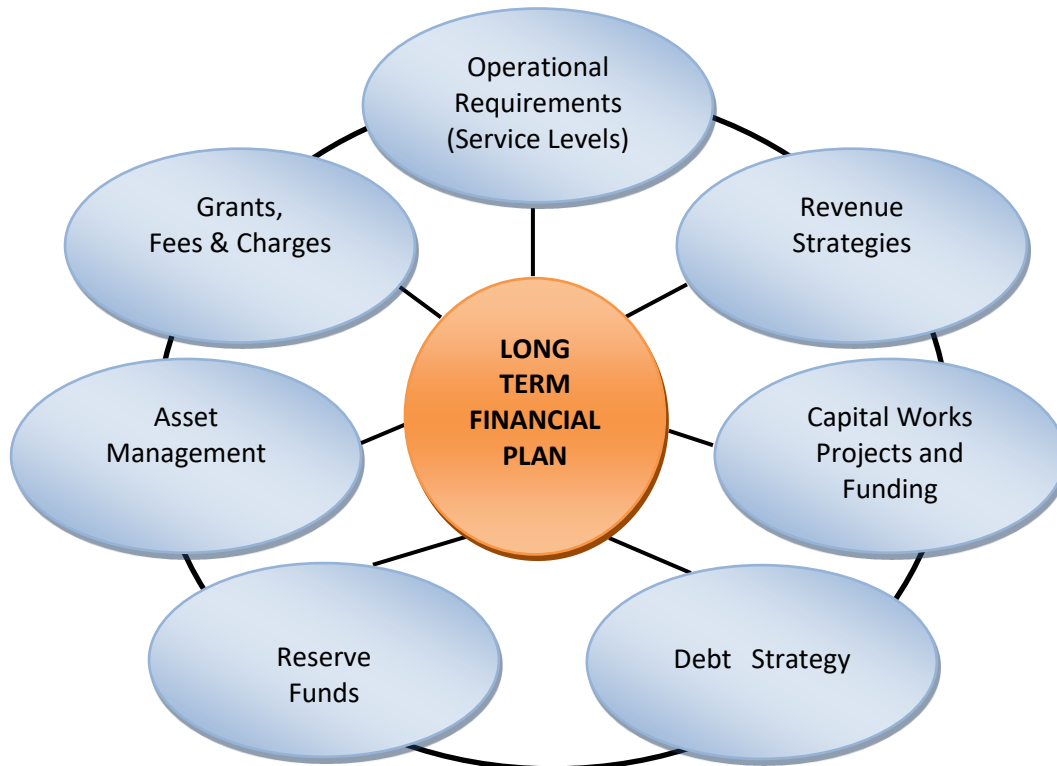 Operational
Requirements
(Service Levels)
Grants,
Fees & Charges
Revenue
Strategies
LONG
TERM
FINANCIAL
PLAN
Asset
Management
Capital Works
Projects and
Funding
Reserve
Funds
Debt Strategy